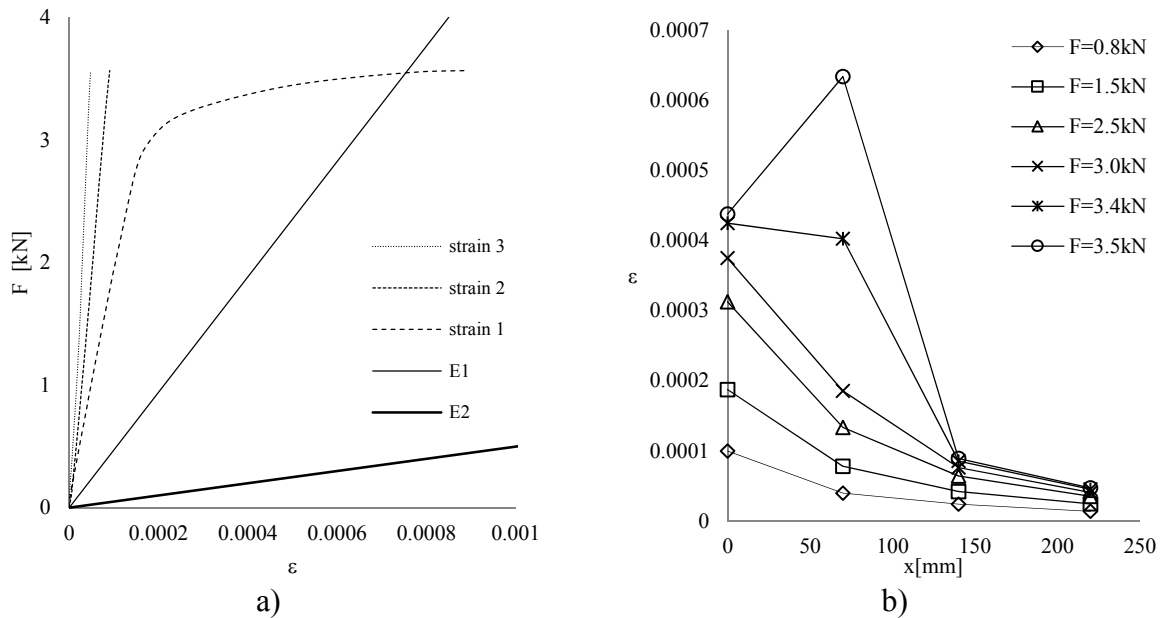 4
3
2
1
0
F [kN]
0 0.0002 0.0004 0.0006 0.0008 0.001
ε
strain 3
strain 2
strain 1
E1
E2
a)
0.0007
0.0006
0.0005
0.0004
0.0003
0.0002
0.0001
0
ε
0 50 100 150 200 250
x[mm]
F=0.8kN
F=1.5kN
F=2.5kN
F=3.0kN
F=3.4kN
F=3.5kN
b)